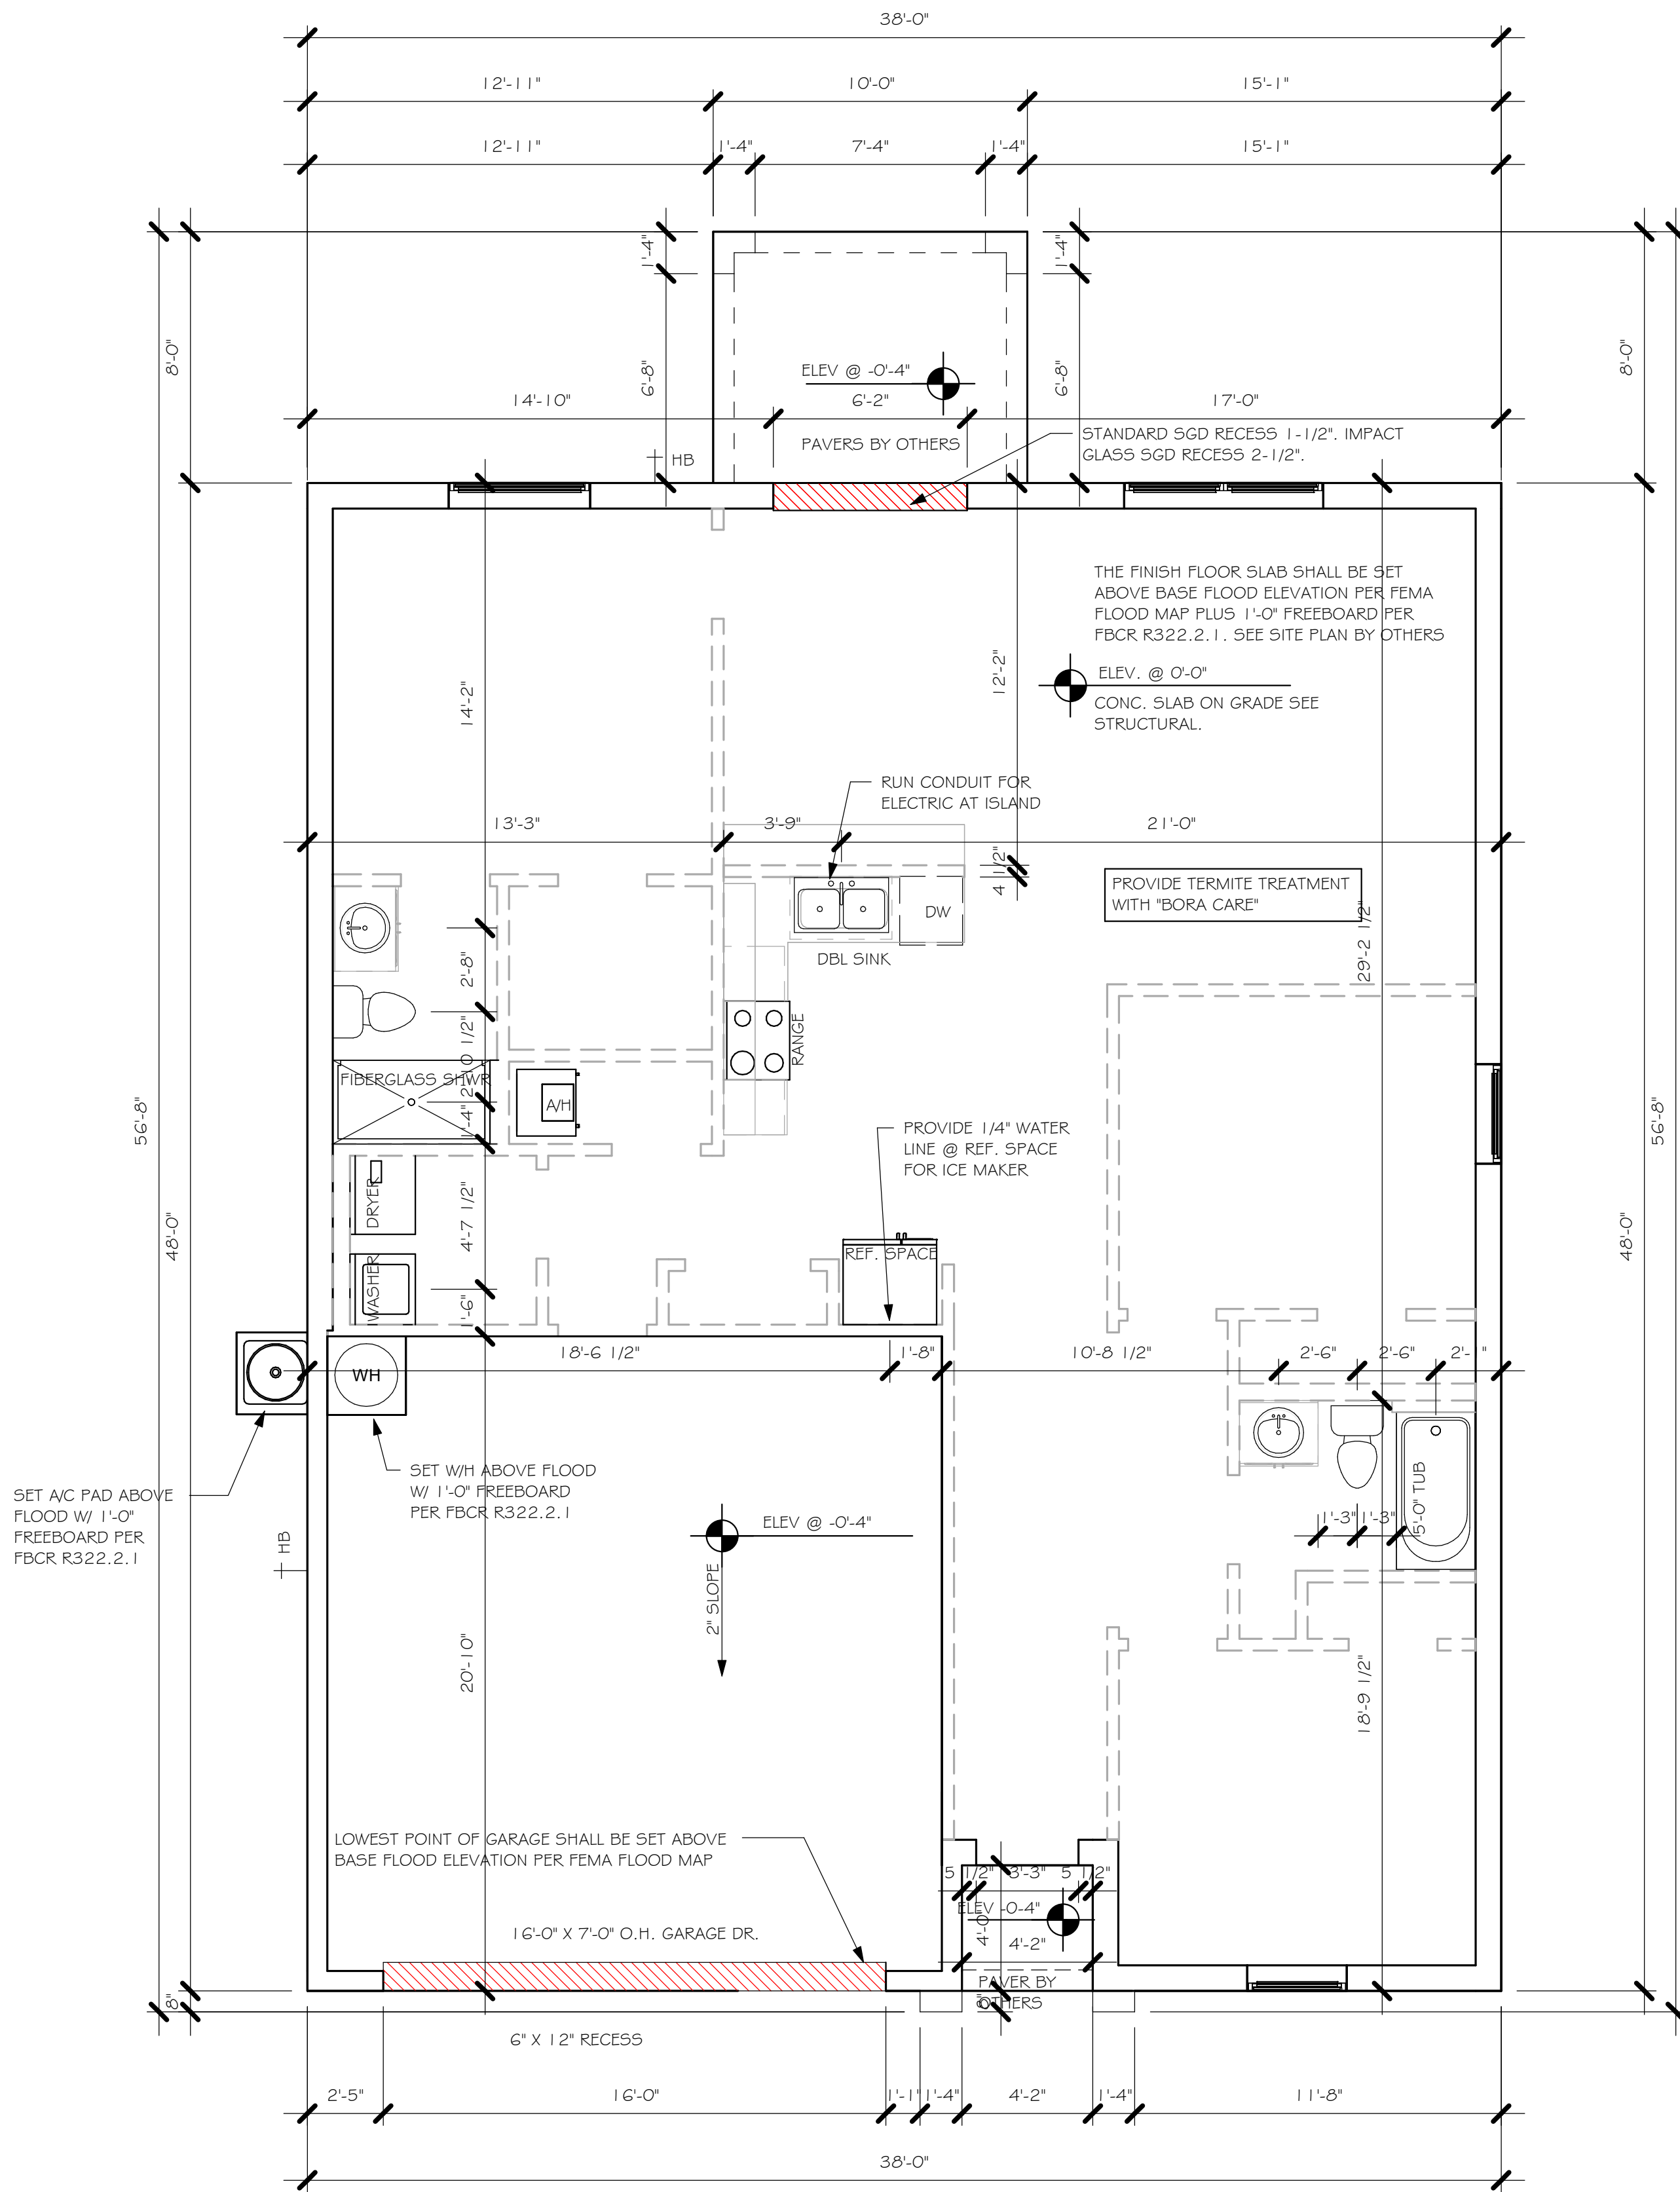 38'-0"
12'-11"
10'-0"
15'-1"
12'-11"
1'-4"
7'-4"
1'-4"
15'-1"
1'-4"
1'-4"
8'-0"
6'-8"
ELEV @ -0'-4"
6'-8"
8'-0"
14'-10"
6'-2"
17'-0"
PAVERS BY OTHERS
STANDARD SGD RECESS 1-1/2". IMPACT
GLASS SGD RECESS 2-1/2".
HB
THE FINISH FLOOR SLAB SHALL BE SET
ABOVE BASE FLOOD ELEVATION PER FEMA
FLOOD MAP PLUS 1'-0" FREEBOARD PER
FBCR R322.2.1. SEE SITE PLAN BY OTHERS
14'-2"
12'-2"
ELEV. @ 0'-0"
CONC. SLAB ON GRADE SEE
STRUCTURAL.
RUN CONDUIT FOR
ELECTRIC AT ISLAND
13'-3"
3'-9"
21'-0"
4 1/2"
PROVIDE TERMITE TREATMENT
WITH "BORA CARE"
DW
DBL SINK
29'-2 1/2"
2'-8"
2'-10 1/2"
RANGE
FIBERGLASS SHWR
A/H
1'-4"
56'-8"
56'-8"
PROVIDE 1/4" WATER
LINE @ REF. SPACE
FOR ICE MAKER
DRYER
4'-7 1/2"
48'-0"
48'-0"
REF. SPACE
WASHER
1'-6"
18'-6 1/2"
1'-8"
10'-8 1/2"
2'-6"
2'-6"
WH
SET W/H ABOVE FLOOD
W/ 1'-0" FREEBOARD
PER FBCR R322.2.1
SET A/C PAD ABOVE
FLOOD W/ 1'-0"
FREEBOARD PER
FBCR R322.2.1
HB
5'-0" TUB
1'-3"
1'-3"
ELEV @ -0'-4"
2" SLOPE
20'-10"
18'-9 1/2"
LOWEST POINT OF GARAGE SHALL BE SET ABOVE
BASE FLOOD ELEVATION PER FEMA FLOOD MAP
5 1/2"
3'-3"
5 1/2"
ELEV -0-4"
4'-0"
4'-2"
16'-0" X 7'-0" O.H. GARAGE DR.
PAVER BY
OTHERS
8"
6" X 12" RECESS
2'-5"
16'-0"
1'-1"
1'-4"
4'-2"
1'-4"
11'-8"
38'-0"